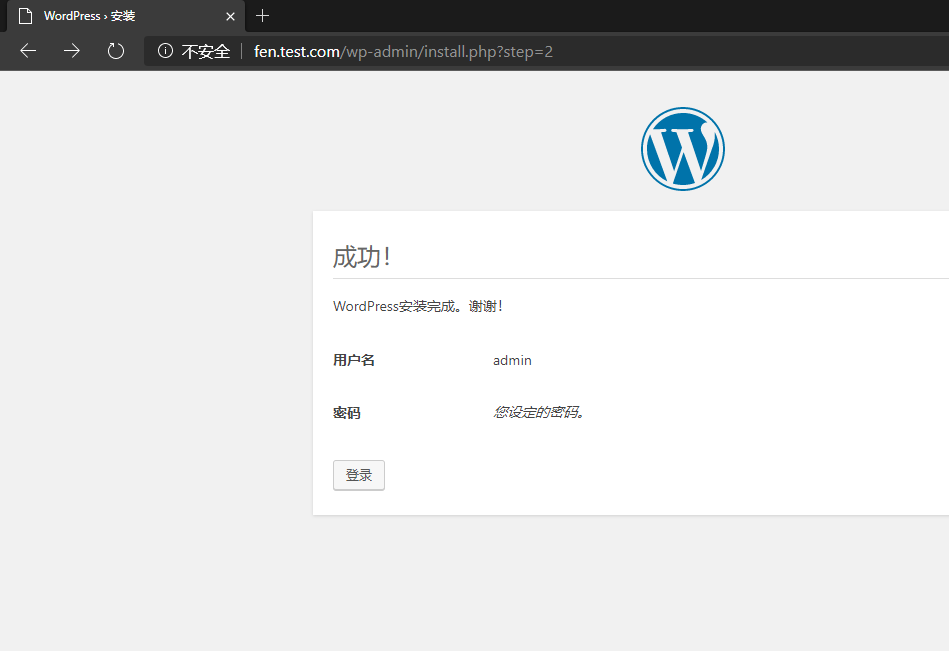 WordPress › 安装
不安全 fen.test.com/wp-admin/install.php?step=2
成功！
WordPress安装完成。谢谢！
用户名 admin
密码 您设定的密码。
登录